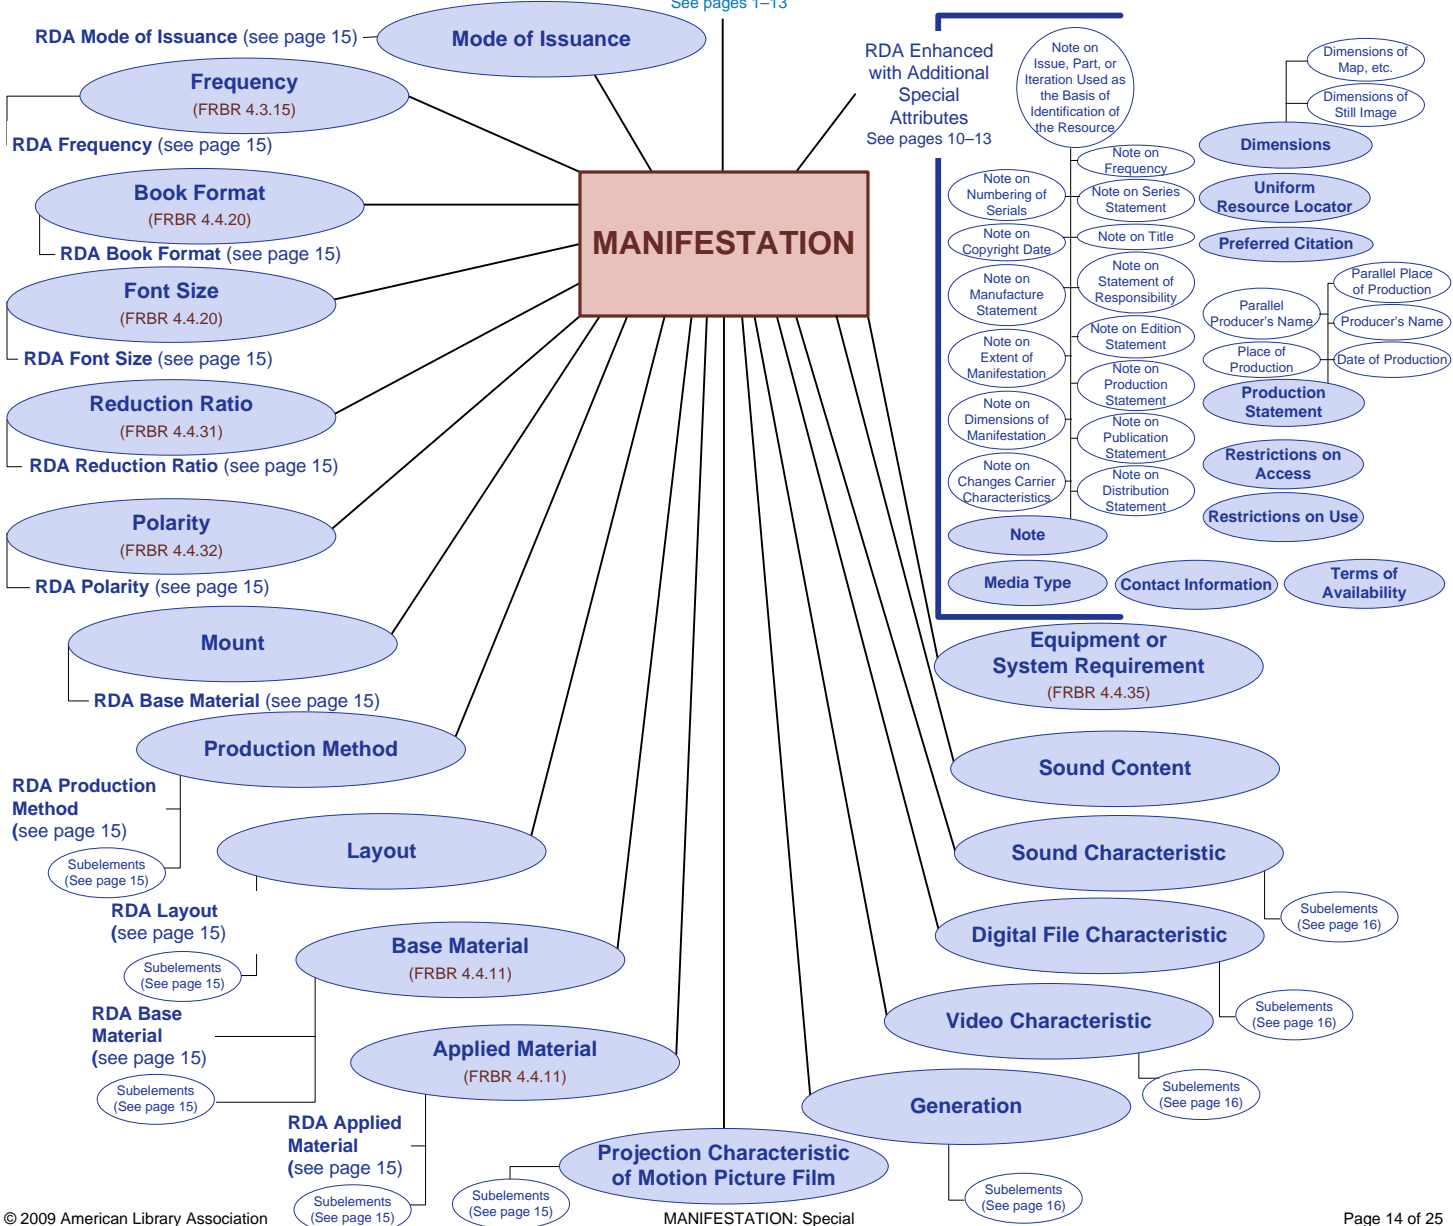 See pages 1–13
RDA Mode of Issuance (see page 15)
Mode of Issuance
Frequency
(FRBR 4.3.15)
RDA Frequency (see page 15)
Book Format
(FRBR 4.4.20)
RDA Book Format (see page 15)
Font Size
(FRBR 4.4.20)
RDA Font Size (see page 15)
Reduction Ratio
(FRBR 4.4.31)
RDA Reduction Ratio (see page 15)
Polarity
(FRBR 4.4.32)
RDA Polarity (see page 15)
Mount
RDA Base Material (see page 15)
Production Method
RDA Production
Method
(see page 15)
Subelements
(See page 15)
Layout
RDA Layout
(see page 15)
Subelements
(See page 15)
Base Material
(FRBR 4.4.11)
RDA Base
Material
(see page 15)
Subelements
(See page 15)
Applied Material
(FRBR 4.4.11)
RDA Applied
Material
(see page 15)
Subelements
(See page 15)
MANIFESTATION
RDA Enhanced
with Additional
Special
Attributes
See pages 10–13
Note on
Issue, Part, or
Iteration Used as
the Basis of
Identification of
the Resource
Note on
Frequency
Note on
Numbering of
Serials
Note on Series
Statement
Note on
Copyright Date
Note on Title
Note on
Manufacture
Statement
Note on
Statement of
Responsibility
Note on
Extent of
Manifestation
Note on Edition
Statement
Note on
Production
Statement
Note on
Dimensions of
Manifestation
Note on
Publication
Statement
Note on
Changes Carrier
Characteristics
Note on
Distribution
Statement
Note
Media Type
Contact Information
Terms of
Availability
Dimensions of
Map, etc.
Dimensions of
Still Image
Dimensions
Uniform
Resource Locator
Preferred Citation
Parallel Place
of Production
Parallel
Producer's Name
Producer's Name
Place of
Production
Date of Production
Production
Statement
Restrictions on
Access
Restrictions on Use
Equipment or
System Requirement
(FRBR 4.4.35)
Sound Content
Sound Characteristic
Subelements
(See page 16)
Digital File Characteristic
Subelements
(See page 16)
Video Characteristic
Subelements
(See page 16)
Generation
Subelements
(See page 16)
Projection Characteristic
of Motion Picture Film
Subelements
(See page 15)
© 2009 American Library Association
MANIFESTATION: Special
Page 14 of 25